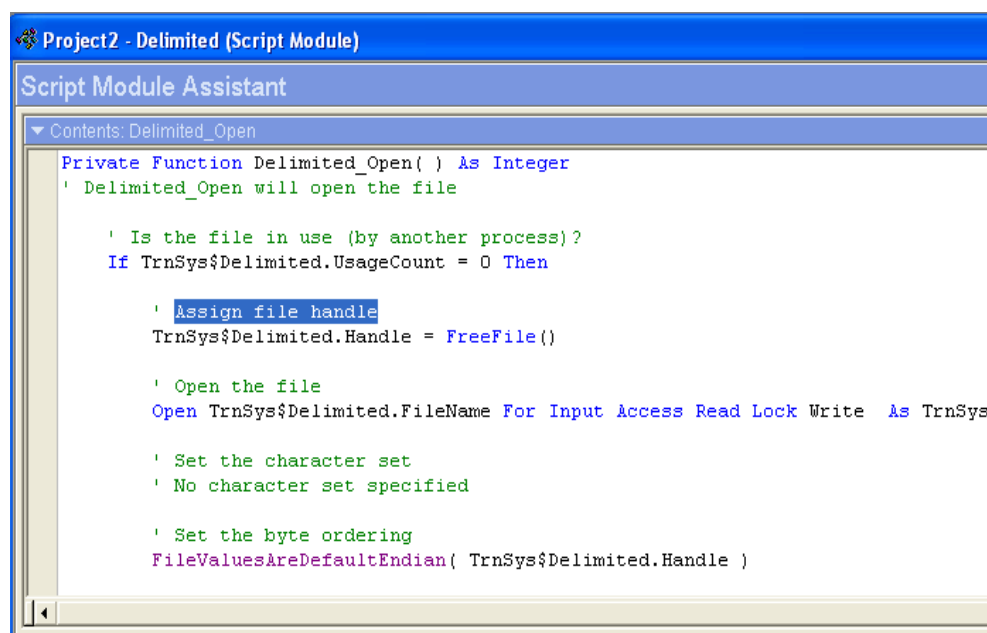 Project2 - Delimited (Script Module)
Script Module Assistant
Contents: Delimited_Open
Private Function Delimited_Open( ) As Integer
' Delimited_Open will open the file
' Is the file in use (by another process)?
If TrnSys$Delimited.UsageCount = 0 Then
' Assign file handle
TrnSys$Delimited.Handle = FreeFile()
' Open the file
Open TrnSys$Delimited.FileName For Input Access Read Lock Write  As TrnSys
' Set the character set
' No character set specified
' Set the byte ordering
FileValuesAreDefaultEndian( TrnSys$Delimited.Handle )